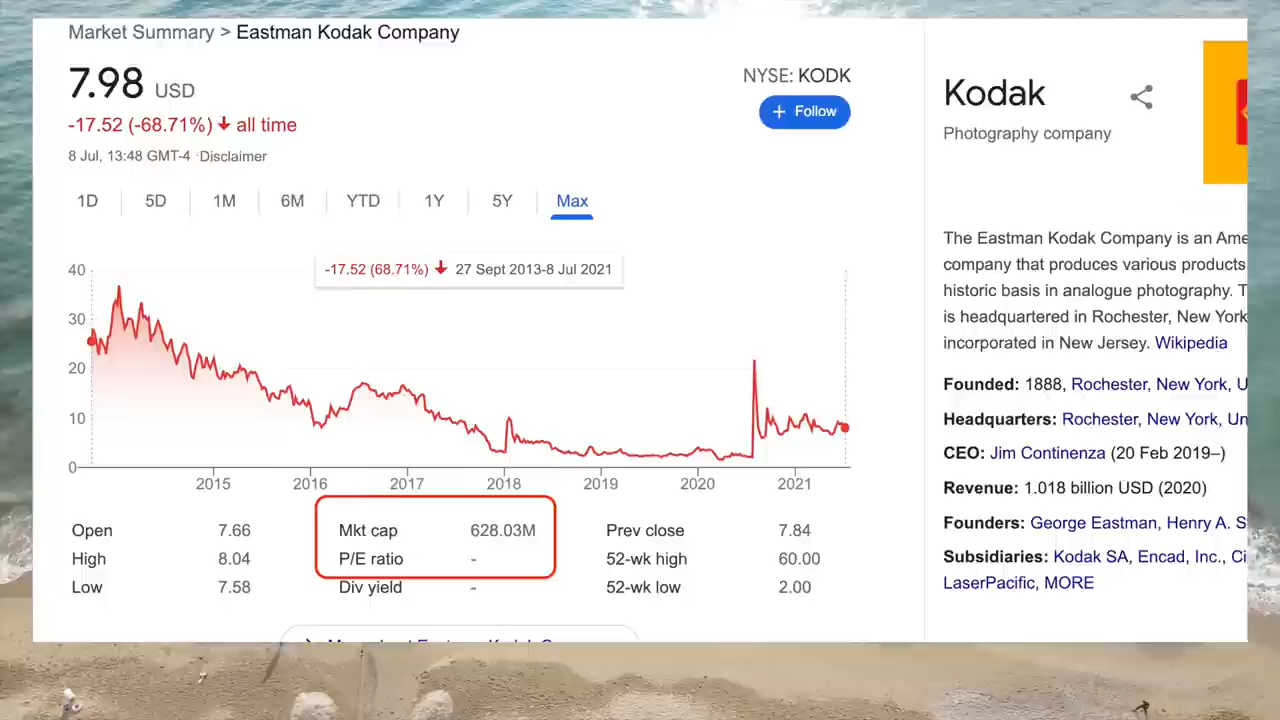 Market Summary > Eastman Kodak Company
7.98 USD
-17.52 (-68.71%) all time
8 Jul, 13:48 GMT-4 · Disclaimer
NYSE: KODK
+ Follow
1D 5D 1M 6M YTD 1Y 5Y Max
-17.52 (68.71%) 27 Sept 2013-8 Jul 2021
40
30
20
10
0
2015 2016 2017 2018 2019 2020 2021
Open 7.66 Mkt cap 628.03M Prev close 7.84
High 8.04 P/E ratio - 52-wk high 60.00
Low 7.58 Div yield - 52-wk low 2.00
Kodak
Photography company
The Eastman Kodak Company is an Ame
company that produces various products
historic basis in analogue photography. T
is headquartered in Rochester, New York
incorporated in New Jersey. Wikipedia
Founded: 1888, Rochester, New York, U
Headquarters: Rochester, New York, Un
CEO: Jim Continenza (20 Feb 2019–)
Revenue: 1.018 billion USD (2020)
Founders: George Eastman, Henry A. S
Subsidiaries: Kodak SA, Encad, Inc., Ci
LaserPacific, MORE